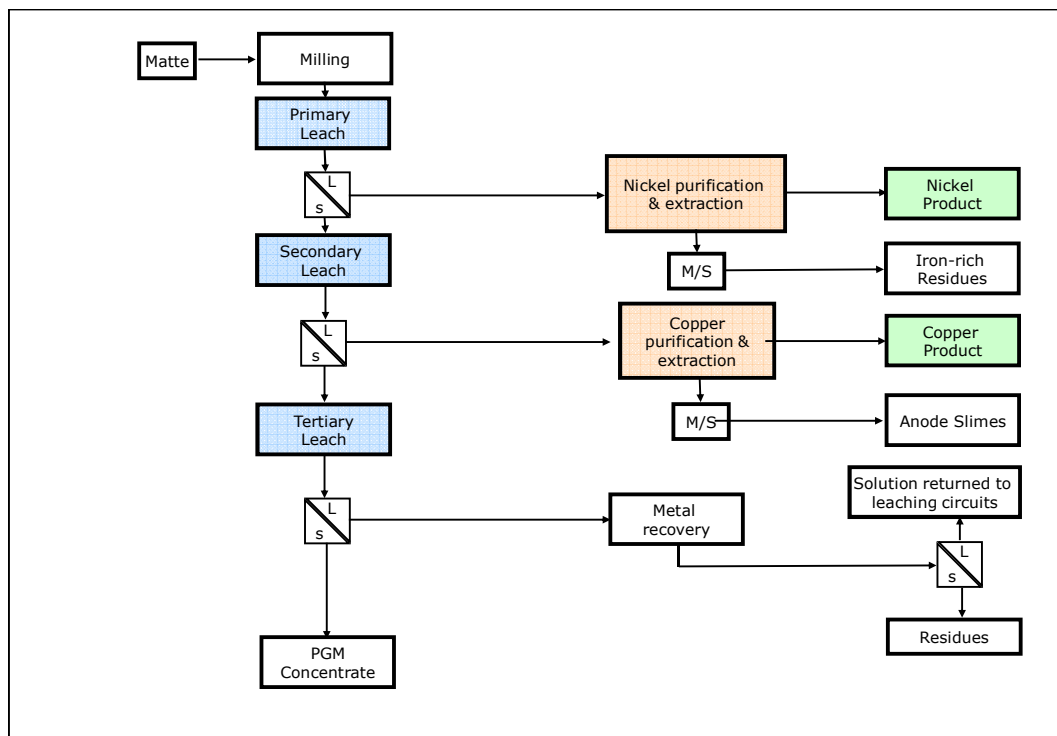 Matte
Milling
Primary
Leach
L
s
Nickel purification
& extraction
Nickel
Product
Secondary
Leach
M/S
Iron-rich
Residues
L
s
Copper
purification &
extraction
Copper
Product
Tertiary
Leach
M/S
Anode Slimes
Solution returned to
leaching circuits
L
s
Metal
recovery
L
s
Residues
PGM
Concentrate